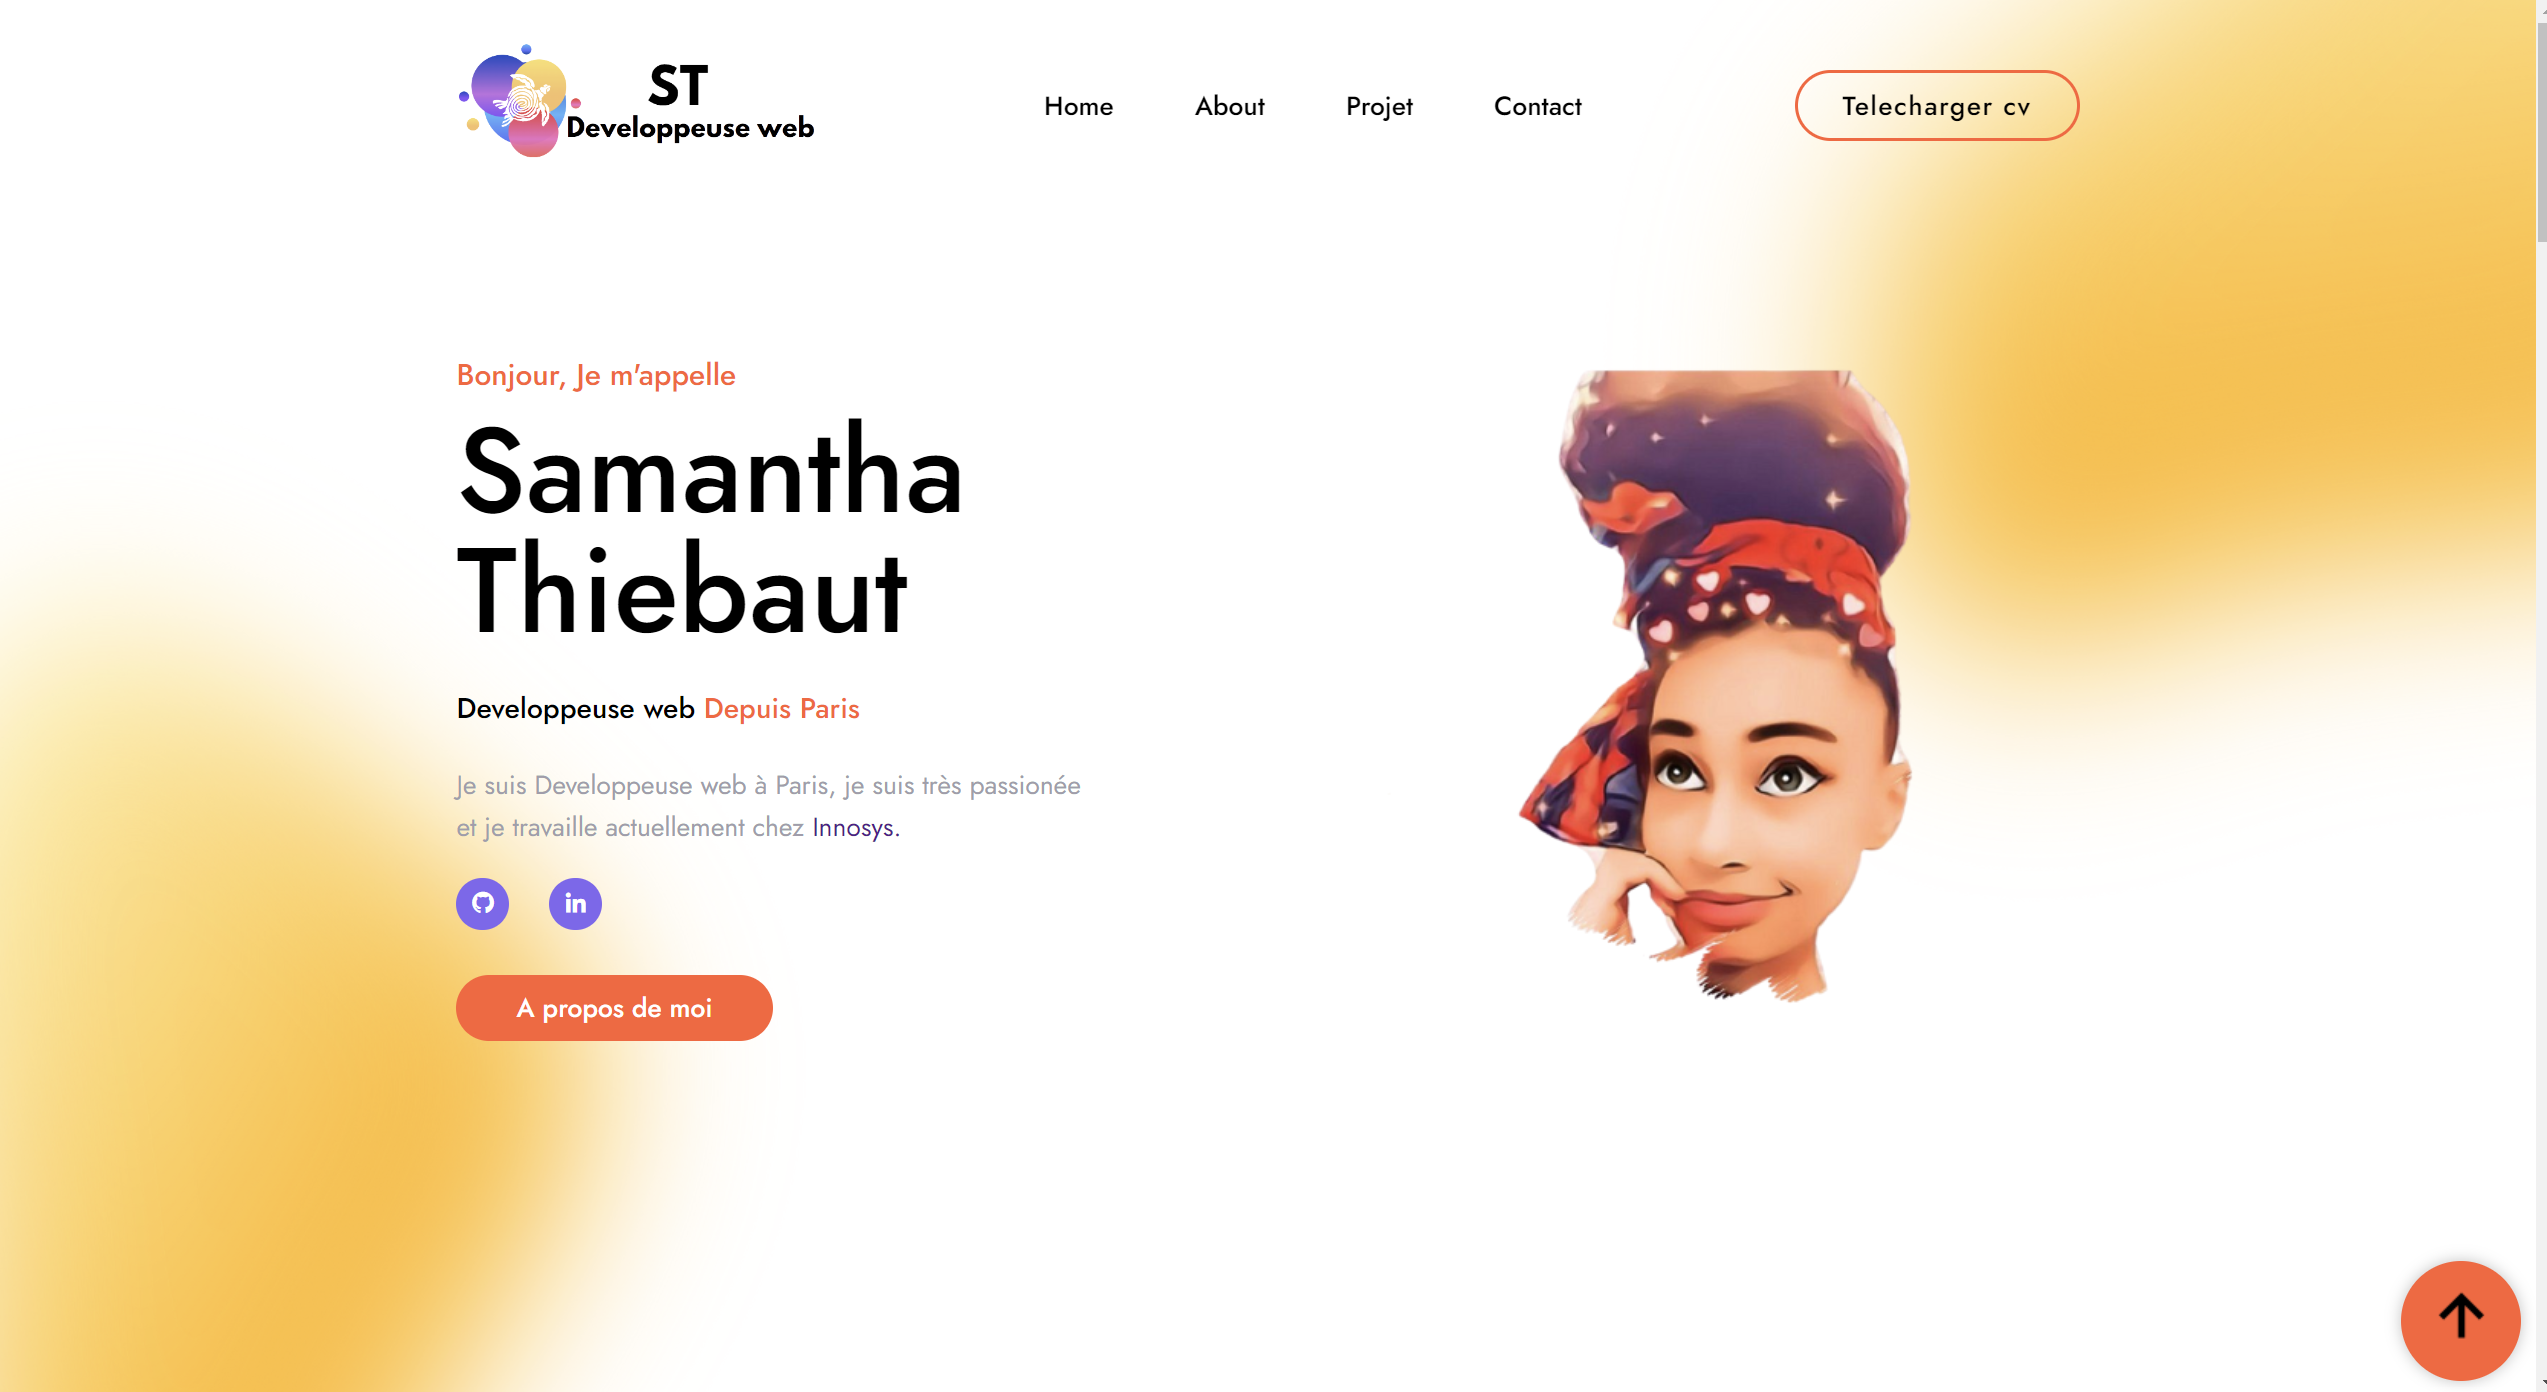 ST
Developpeuse web
Home
About
Projet
Contact
Telecharger cv
Bonjour, Je m'appelle
Samantha
Thiebaut
Developpeuse web Depuis Paris
Je suis Developpeuse web à Paris, je suis très passionée
et je travaille actuellement chez Innosys.
in
A propos de moi